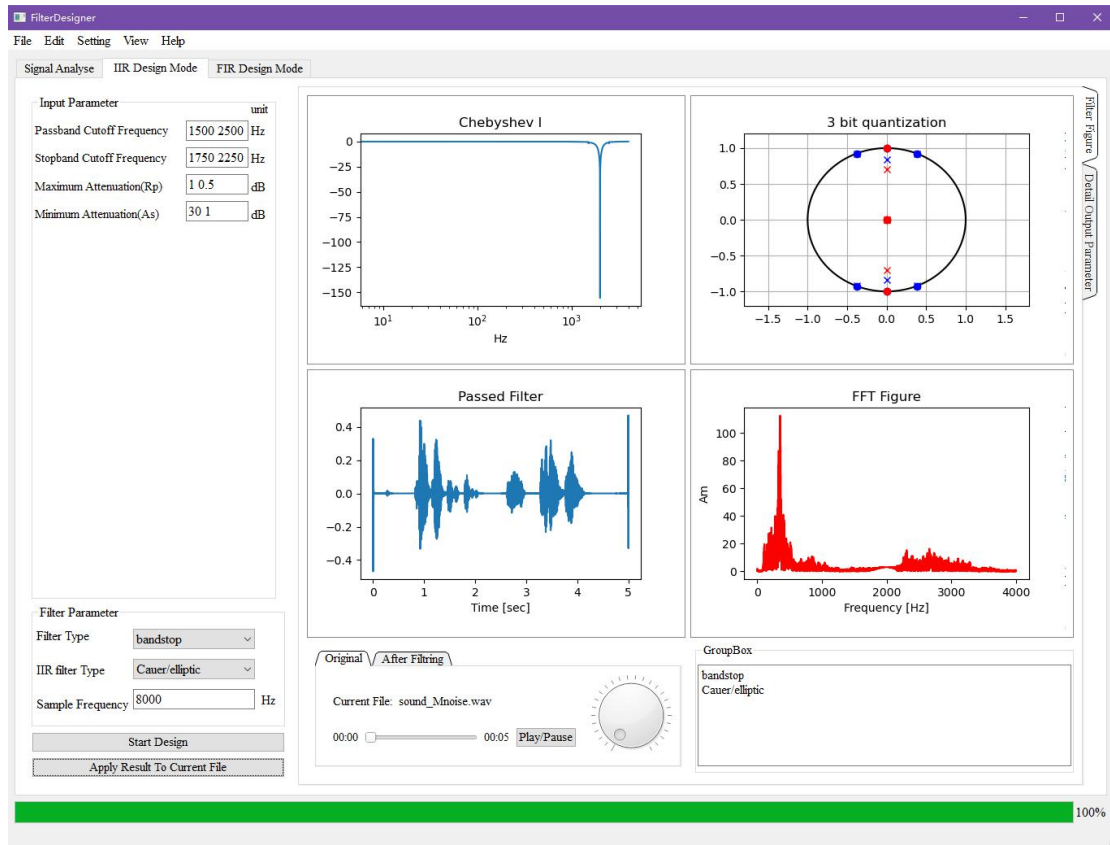 FilterDesigner
File Edit Setting View Help
Signal Analyse IIR Design Mode FIR Design Mode
Input Parameter
unit
Passband Cutoff Frequency 1500 2500 Hz
Stopband Cutoff Frequency 1750 2250 Hz
Maximum Attenuation(Rp) 1 0.5 dB
Minimum Attenuation(As) 30 1 dB
Filter Parameter
Filter Type bandstop
IIR filter Type Cauer/elliptic
Sample Frequency 8000 Hz
Start Design
Apply Result To Current File
Chebyshev I
0
−25
−50
−75
−100
−125
−150
10¹ 10² 10³
Hz
3 bit quantization
1.0
0.5
0.0
−0.5
−1.0
−1.5 −1.0 −0.5 0.0 0.5 1.0 1.5
Passed Filter
0.4
0.2
0.0
−0.2
−0.4
0 1 2 3 4 5
Time [sec]
FFT Figure
Am
100
80
60
40
20
0
0 1000 2000 3000 4000
Frequency [Hz]
Filter Figure
Detail Output Parameter
Original After Filtring
Current File: sound_Mnoise.wav
00:00 00:05 Play/Pause
GroupBox
bandstop
Cauer/elliptic
100%